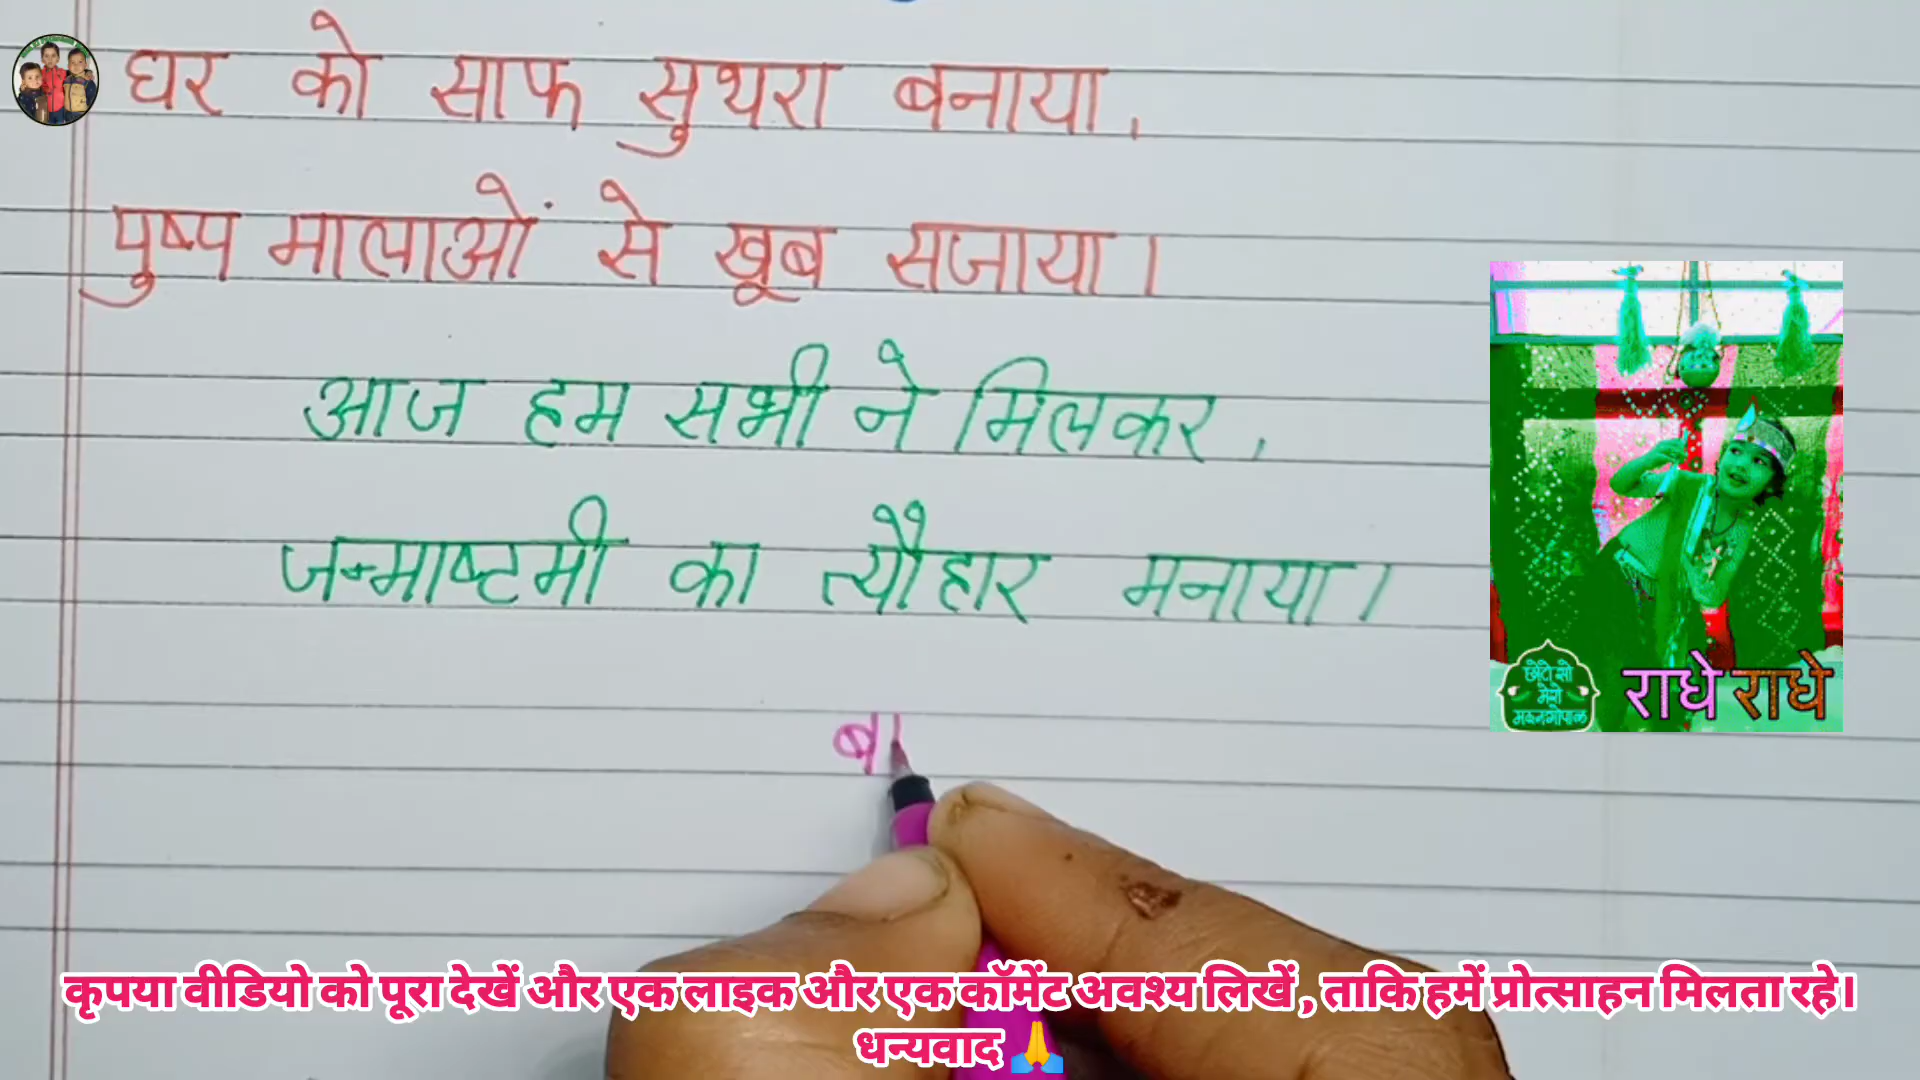 घर को साफ सुथरा बनाया,
पुष्प मालाओं से खूब सजाया।
आज हम सभी ने मिलकर,
जन्माष्टमी का त्यौहार मनाया।
बा
छोटो सो
मेरो
मदनगोपाल
राधे राधे
कृपया वीडियो को पूरा देखें और एक लाइक और एक कॉमेंट अवश्य लिखें, ताकि हमें प्रोत्साहन मिलता रहे।
धन्यवाद 🙏